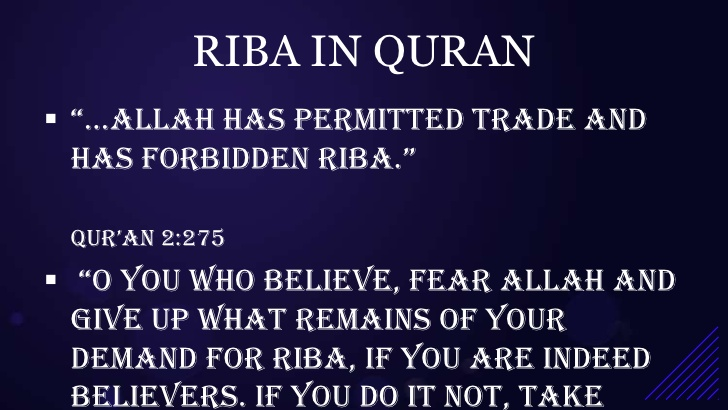 RIBA IN QURAN
▪ “…ALLAH HAS PERMITTED TRADE AND
HAS FORBIDDEN RIBA.”
QUR’AN 2:275
▪ “O YOU WHO BELIEVE, FEAR ALLAH AND
GIVE UP WHAT REMAINS OF YOUR
DEMAND FOR RIBA, IF YOU ARE INDEED
BELIEVERS. IF YOU DO IT NOT, TAKE